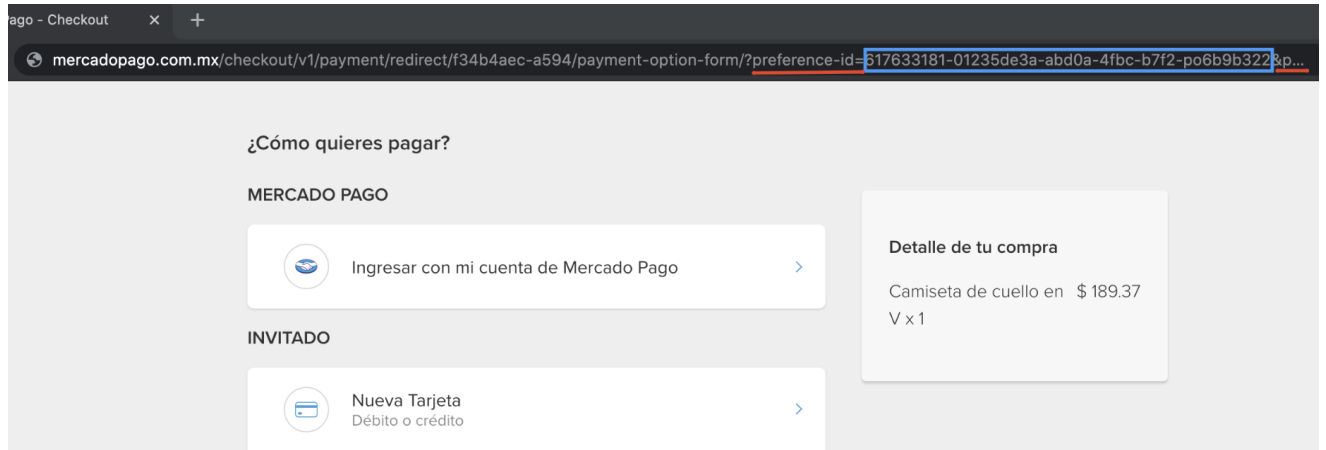 ago - Checkout × +
mercadopago.com.mx/checkout/v1/payment/redirect/f34b4aec-a594/payment-option-form/?preference-id=617633181-01235de3a-abd0a-4fbc-b7f2-po6b9b322&p...
¿Cómo quieres pagar?
MERCADO PAGO
Ingresar con mi cuenta de Mercado Pago
INVITADO
Nueva Tarjeta
Débito o crédito
Detalle de tu compra
Camiseta de cuello en $ 189.37
V x 1